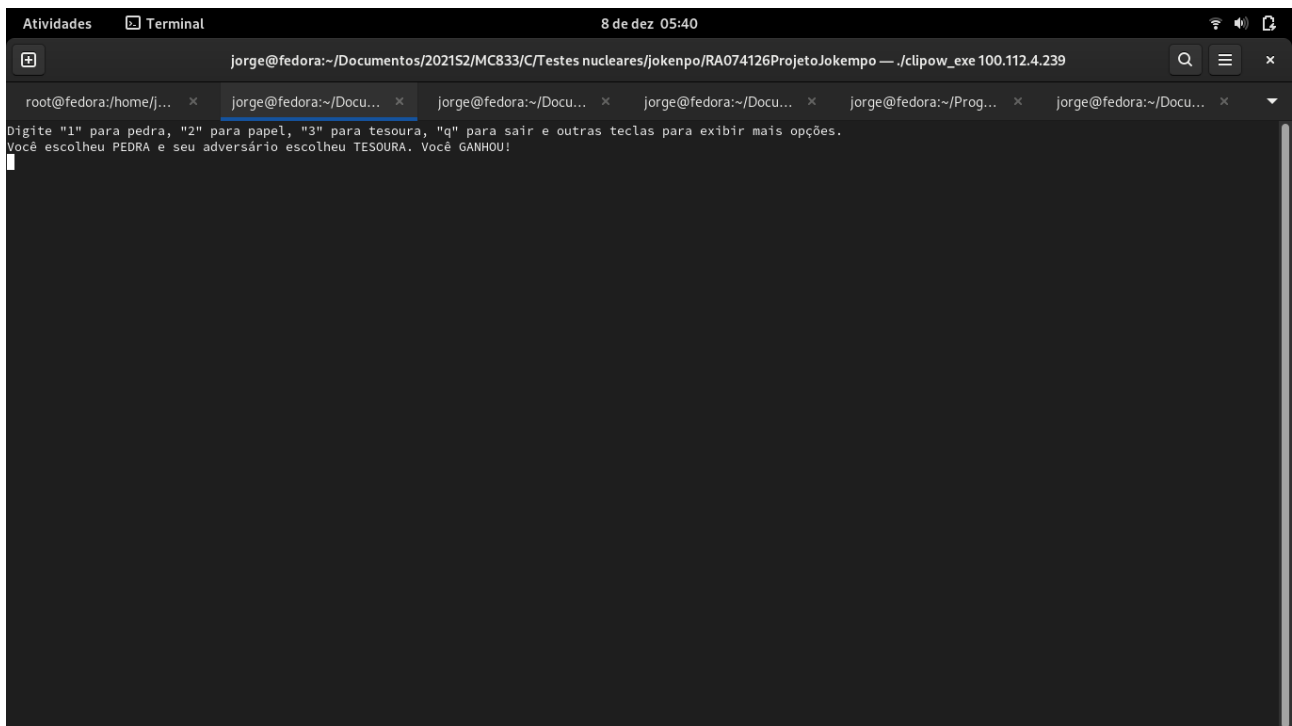 Atividades Terminal 8 de dez 05:40
jorge@fedora:~/Documentos/2021S2/MC833/C/Testes nucleares/jokenpo/RA074126ProjetoJokempo — ./clipow_exe 100.112.4.239
root@fedora:/home/j... jorge@fedora:~/Docu... jorge@fedora:~/Docu... jorge@fedora:~/Docu... jorge@fedora:~/Prog... jorge@fedora:~/Docu...
Digite "1" para pedra, "2" para papel, "3" para tesoura, "q" para sair e outras teclas para exibir mais opções.
Você escolheu PEDRA e seu adversário escolheu TESOURA. Você GANHOU!